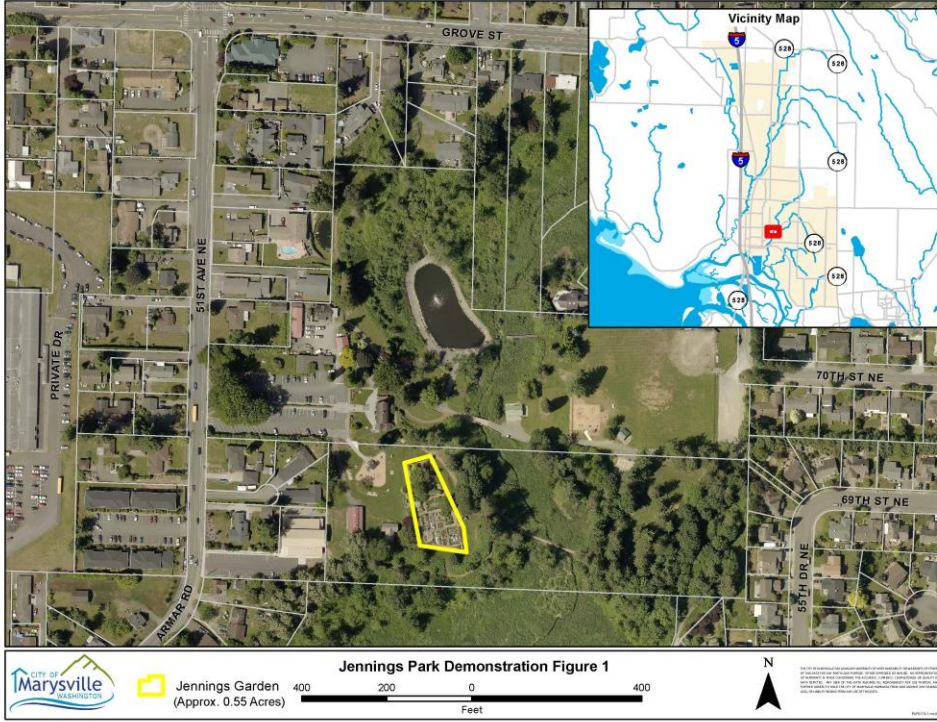 GROVE ST
Vicinity Map
5
528
528
5
528
528
528
528
51ST AVE NE
PRIVATE DR
70TH ST NE
69TH ST NE
55TH DR NE
ARMAR RD
CITY OF
Marysville
WASHINGTON
Jennings Garden
(Approx. 0.55 Acres)
Jennings Park Demonstration Figure 1
400
0
400
Feet
N